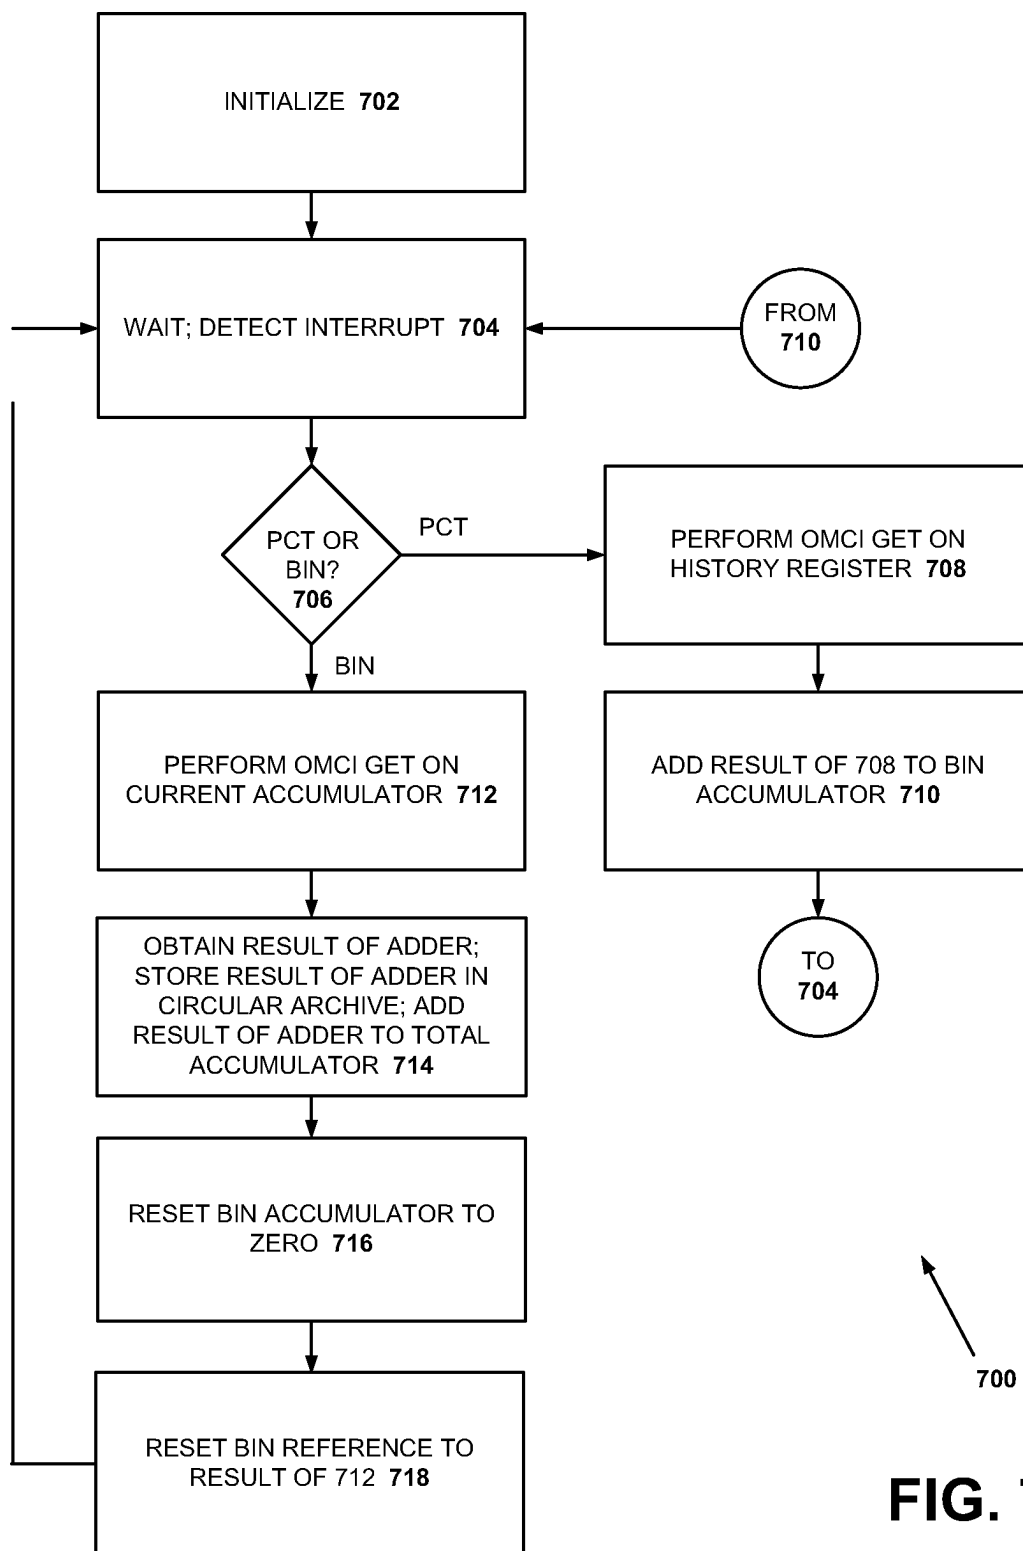 INITIALIZE 702
WAIT; DETECT INTERRUPT 704
FROM
710
PCT OR
BIN?
706
PCT
BIN
PERFORM OMCI GET ON
HISTORY REGISTER 708
PERFORM OMCI GET ON
CURRENT ACCUMULATOR 712
ADD RESULT OF 708 TO BIN
ACCUMULATOR 710
OBTAIN RESULT OF ADDER;
STORE RESULT OF ADDER IN
CIRCULAR ARCHIVE; ADD
RESULT OF ADDER TO TOTAL
ACCUMULATOR 714
TO
704
RESET BIN ACCUMULATOR TO
ZERO 716
700
RESET BIN REFERENCE TO
RESULT OF 712 718
FIG.